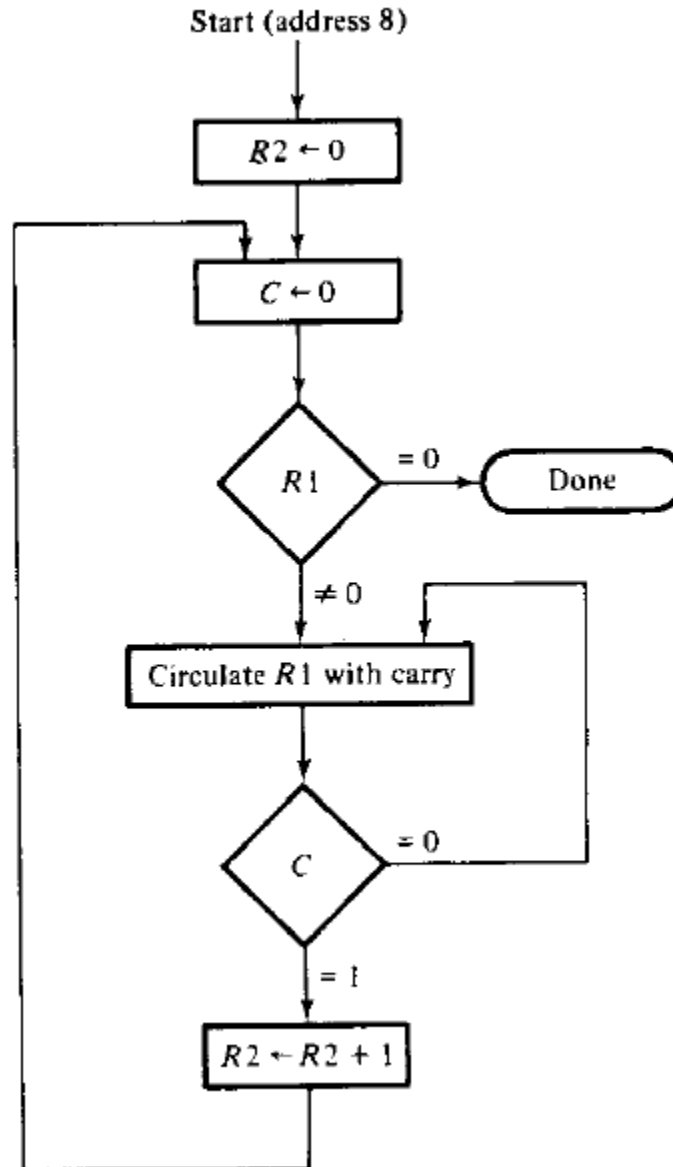 Start (address 8)
R2 ← 0
C ← 0
R1
= 0
Done
≠ 0
Circulate R1 with carry
C
= 0
= 1
R2 ← R2 + 1